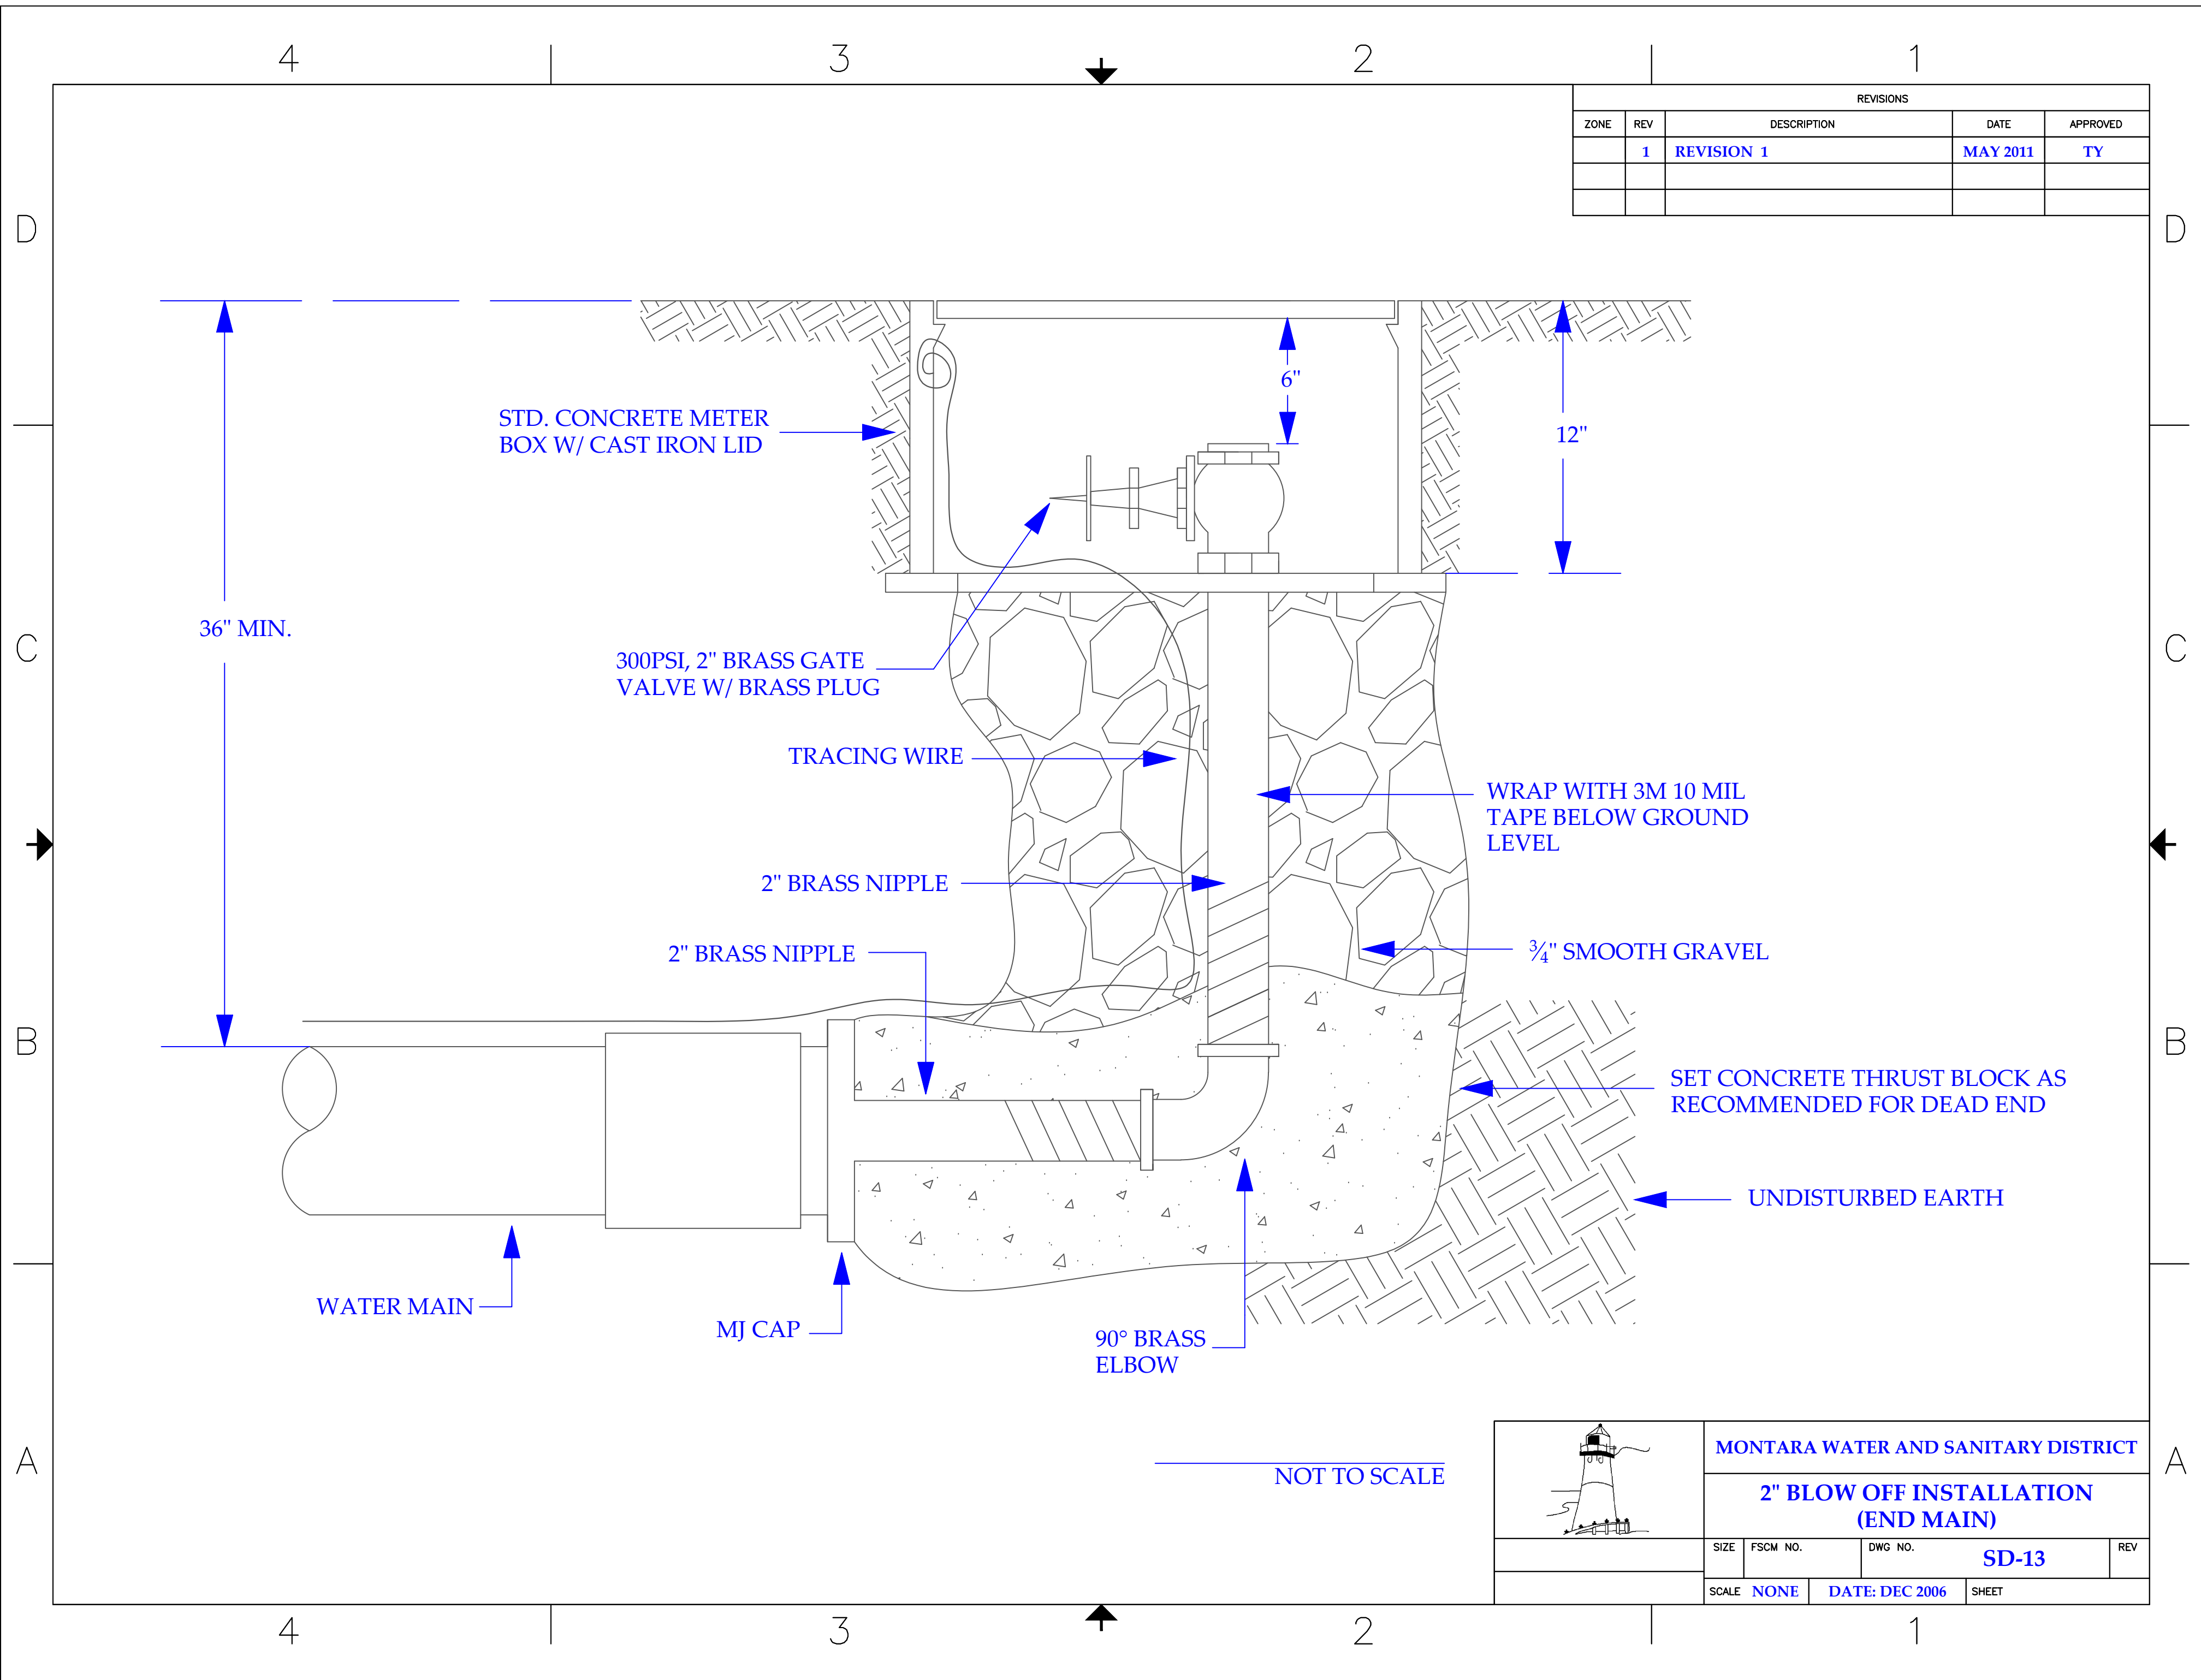 4 3 2 1
REVISIONS
ZONE REV DESCRIPTION DATE APPROVED
1 REVISION 1 MAY 2011 TY
D D
6"
STD. CONCRETE METER
BOX W/ CAST IRON LID
12"
36" MIN.
C C
300PSI, 2" BRASS GATE
VALVE W/ BRASS PLUG
TRACING WIRE
WRAP WITH 3M 10 MIL
TAPE BELOW GROUND
LEVEL
2" BRASS NIPPLE
2" BRASS NIPPLE
¾" SMOOTH GRAVEL
B B
SET CONCRETE THRUST BLOCK AS
RECOMMENDED FOR DEAD END
UNDISTURBED EARTH
WATER MAIN
MJ CAP
90° BRASS
ELBOW
A A
NOT TO SCALE
MONTARA WATER AND SANITARY DISTRICT
2" BLOW OFF INSTALLATION
(END MAIN)
SIZE FSCM NO. DWG NO. SD-13 REV
SCALE NONE DATE: DEC 2006 SHEET
4 3 2 1